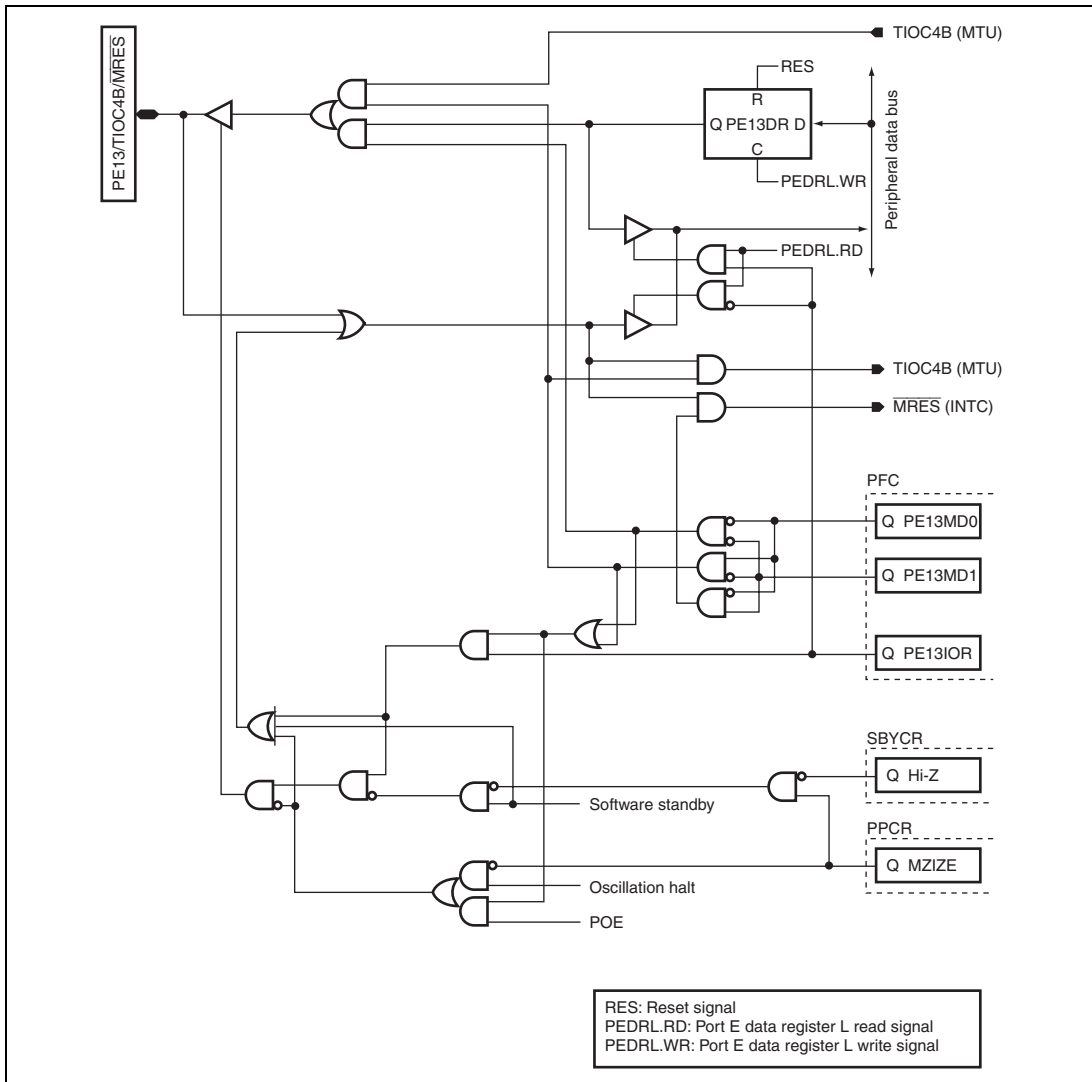 PE13/TIOC4B/MRES
TIOC4B (MTU)
RES
R
Q PE13DR D
C
PEDRL.WR
Peripheral data bus
PEDRL.RD
TIOC4B (MTU)
MRES (INTC)
PFC
Q PE13MD0
Q PE13MD1
Q PE13IOR
SBYCR
Q Hi-Z
Software standby
PPCR
Q MZIZE
Oscillation halt
POE
RES: Reset signal
PEDRL.RD: Port E data register L read signal
PEDRL.WR: Port E data register L write signal